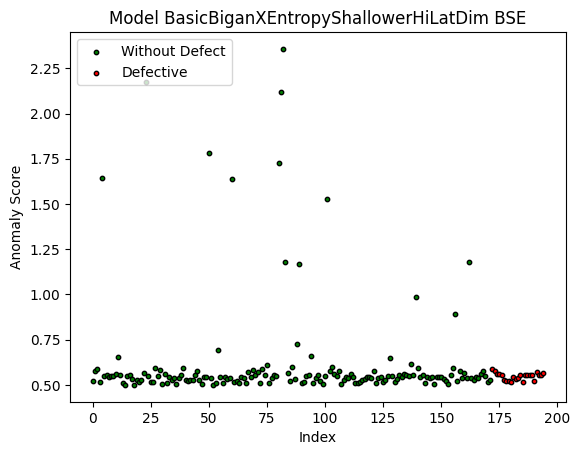 Model BasicBiganXEntropyShallowerHiLatDim BSE
Without Defect
Defective
2.25
2.00
1.75
1.50
1.25
1.00
0.75
0.50
Anomaly Score
0 25 50 75 100 125 150 175 200
Index